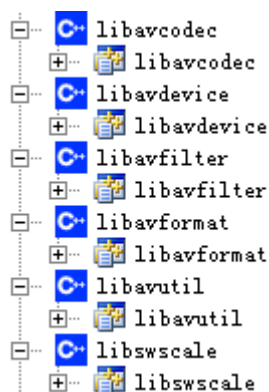 C++ libavcodec
libavcodec
C++ libavdevice
libavdevice
C++ libavfilter
libavfilter
C++ libavformat
libavformat
C++ libavutil
libavutil
C++ libswscale
libswscale